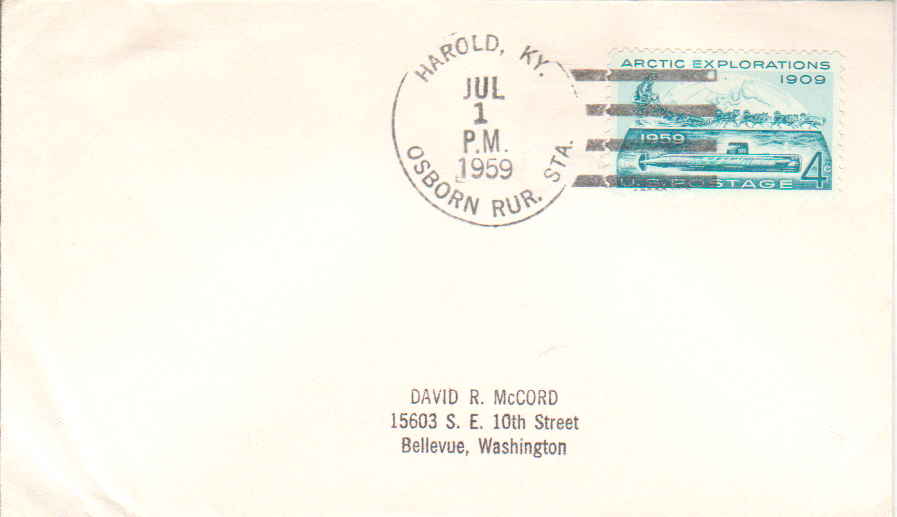 HAROLD, KY.
JUL
1
P.M.
1959
OSBORN RUR. STA.
ARCTIC EXPLORATIONS
1909
1959
4¢
U.S. POSTAGE
DAVID R. McCORD
15603 S. E. 10th Street
Bellevue, Washington